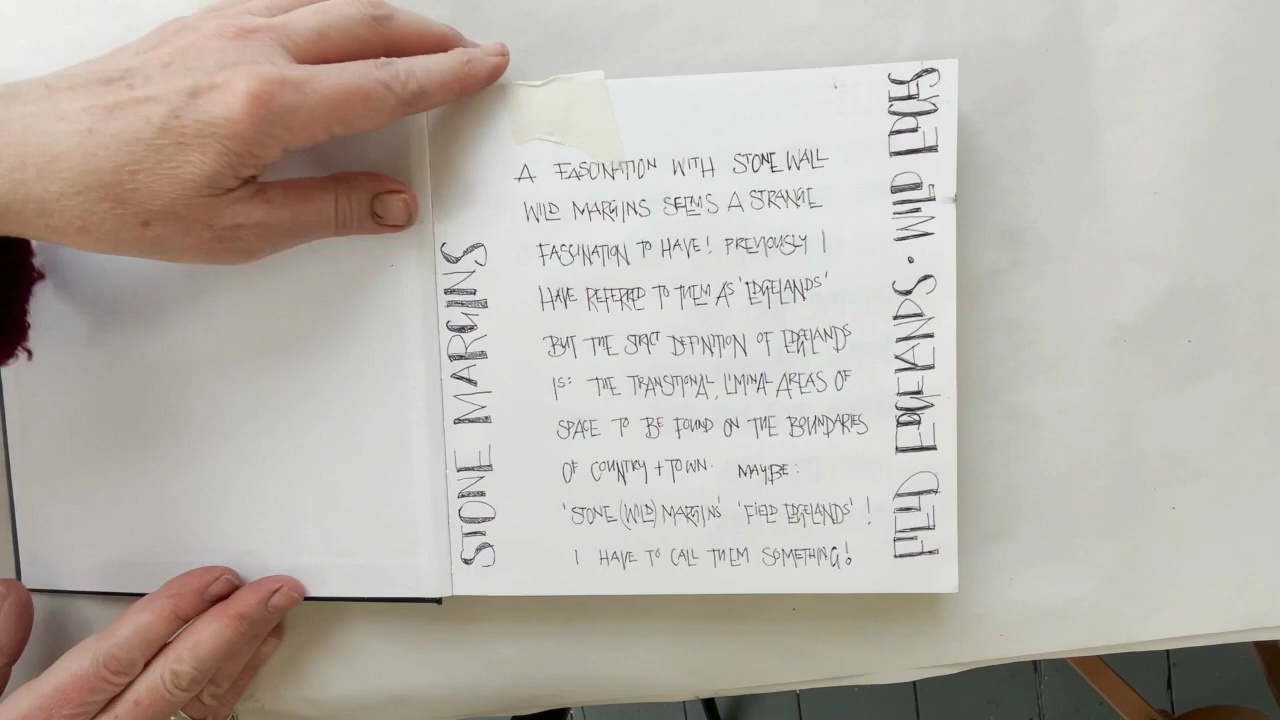 STONE MARGINS
A FASCINATION WITH STONE WALL
WILD MARGINS SEEMS A STRANGE
FASCINATION TO HAVE! PREVIOUSLY I
HAVE REFERRED TO THEM AS 'EDGELANDS'
BUT THE STRICT DEFINITION OF EDGELANDS
IS: THE TRANSITIONAL, LIMINAL AREAS OF
SPACE TO BE FOUND ON THE BOUNDARIES
OF COUNTRY + TOWN. MAYBE:
'STONE (WILD) MARGINS' 'FIELD EDGELANDS' !
I HAVE TO CALL THEM SOMETHING!
FIELD EDGELANDS • WILD EDGES